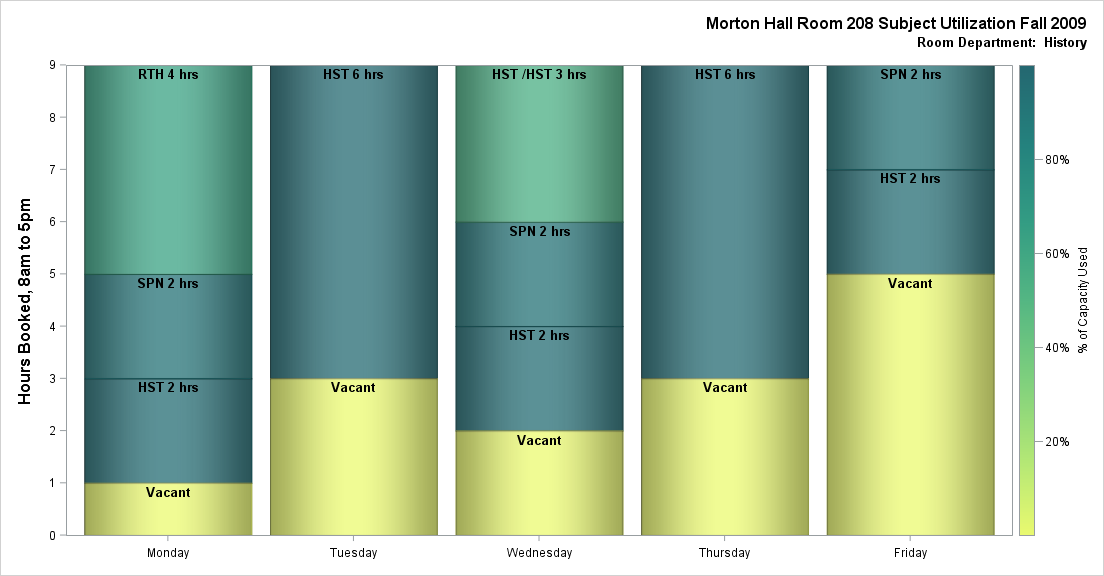 Morton Hall Room 208 Subject Utilization Fall 2009
Room Department:  History
Hours Booked, 8am to 5pm
9
8
7
6
5
4
3
2
1
0
RTH 4 hrs
SPN 2 hrs
HST 2 hrs
Vacant
HST 6 hrs
Vacant
HST /HST 3 hrs
SPN 2 hrs
HST 2 hrs
Vacant
HST 6 hrs
Vacant
SPN 2 hrs
HST 2 hrs
Vacant
Monday
Tuesday
Wednesday
Thursday
Friday
80%
60%
40%
20%
% of Capacity Used